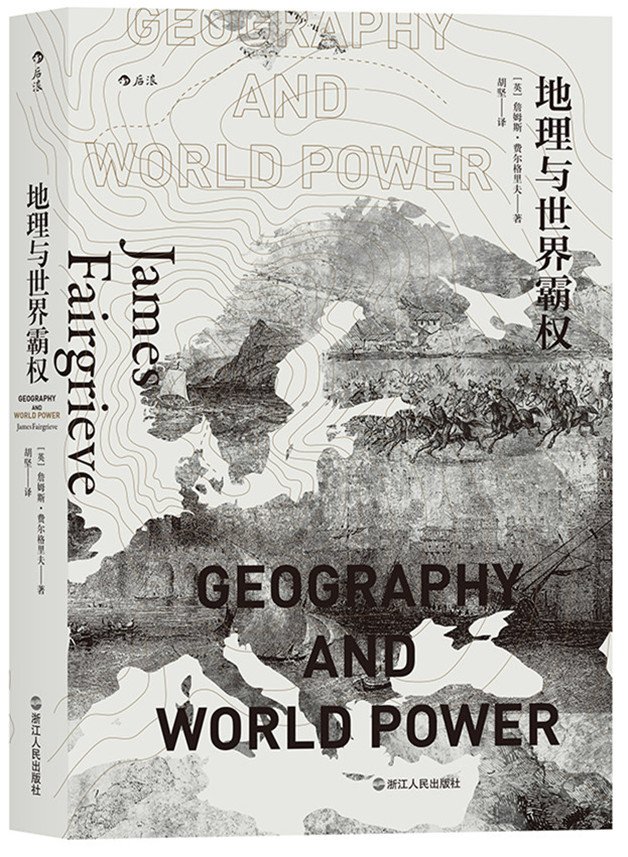 后浪
地理与世界霸权
GEOGRAPHY
AND
WORLD POWER
James Fairgrieve
[英] 詹姆斯·费尔格里夫——著
胡坚——译
浙江人民出版社
后浪
GEOGRAPHY
AND
WORLD POWER
地理与世界霸权
[英] 詹姆斯·费尔格里夫——著
胡坚——译
James
Fairgrieve
GEOGRAPHY
AND
WORLD POWER
浙江人民出版社